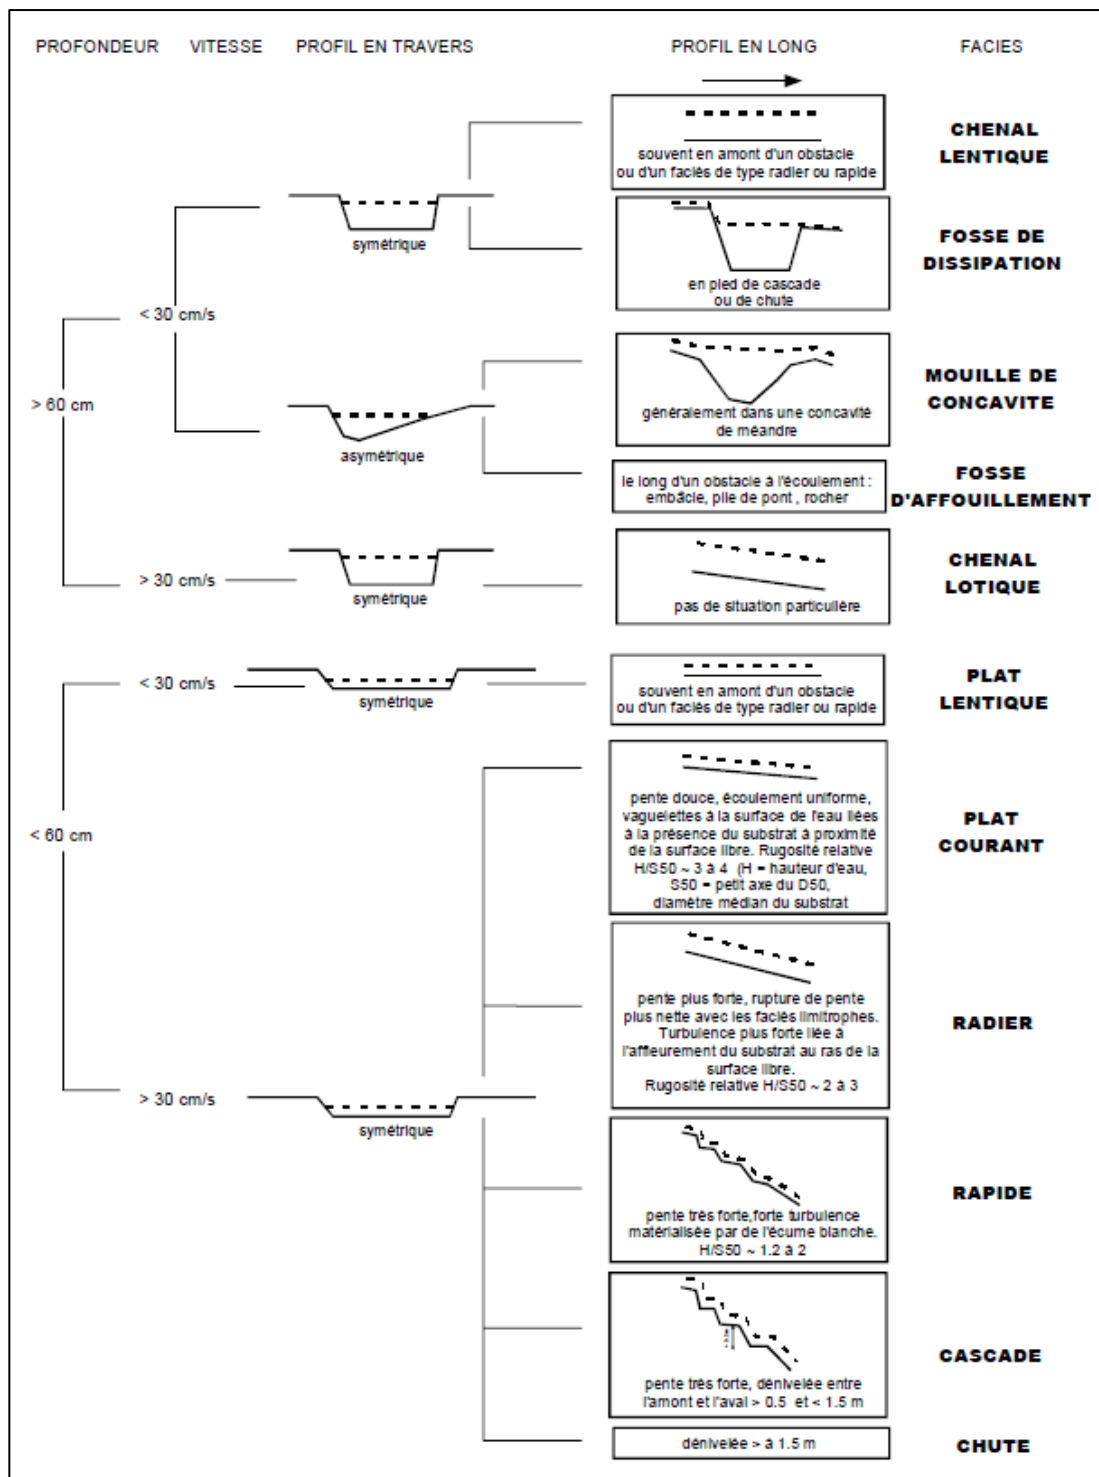 PROFONDEUR VITESSE PROFIL EN TRAVERS PROFIL EN LONG FACIES
souvent en amont d'un obstacle
ou d'un faciès de type radier ou rapide
CHENAL
LENTIQUE
symétrique
en pied de cascade
ou de chute
FOSSE DE
DISSIPATION
< 30 cm/s
> 60 cm
généralement dans une concavité
de méandre
MOUILLE DE
CONCAVITE
asymétrique
le long d'un obstacle à l'écoulement :
embâcle, pile de pont , rocher
FOSSE
D'AFFOUILLEMENT
> 30 cm/s
symétrique
pas de situation particulière
CHENAL
LOTIQUE
< 30 cm/s
symétrique
souvent en amont d'un obstacle
ou d'un faciès de type radier ou rapide
PLAT
LENTIQUE
< 60 cm
pente douce, écoulement uniforme,
vaguelettes à la surface de l'eau liées
à la présence du substrat à proximité
de la surface libre. Rugosité relative
H/S50 ~ 3 à 4 (H = hauteur d'eau,
S50 = petit axe du D50,
diamètre médian du substrat
PLAT
COURANT
pente plus forte, rupture de pente
plus nette avec les faciès limitrophes.
Turbulence plus forte liée à
l'affleurement du substrat au ras de la
surface libre.
Rugosité relative H/S50 ~ 2 à 3
RADIER
> 30 cm/s
symétrique
pente très forte,forte turbulence
matérialisée par de l'écume blanche.
H/S50 ~ 1.2 à 2
RAPIDE
pente très forte, dénivelée entre
l'amont et l'aval > 0.5 et < 1.5 m
CASCADE
dénivelée > à 1.5 m
CHUTE